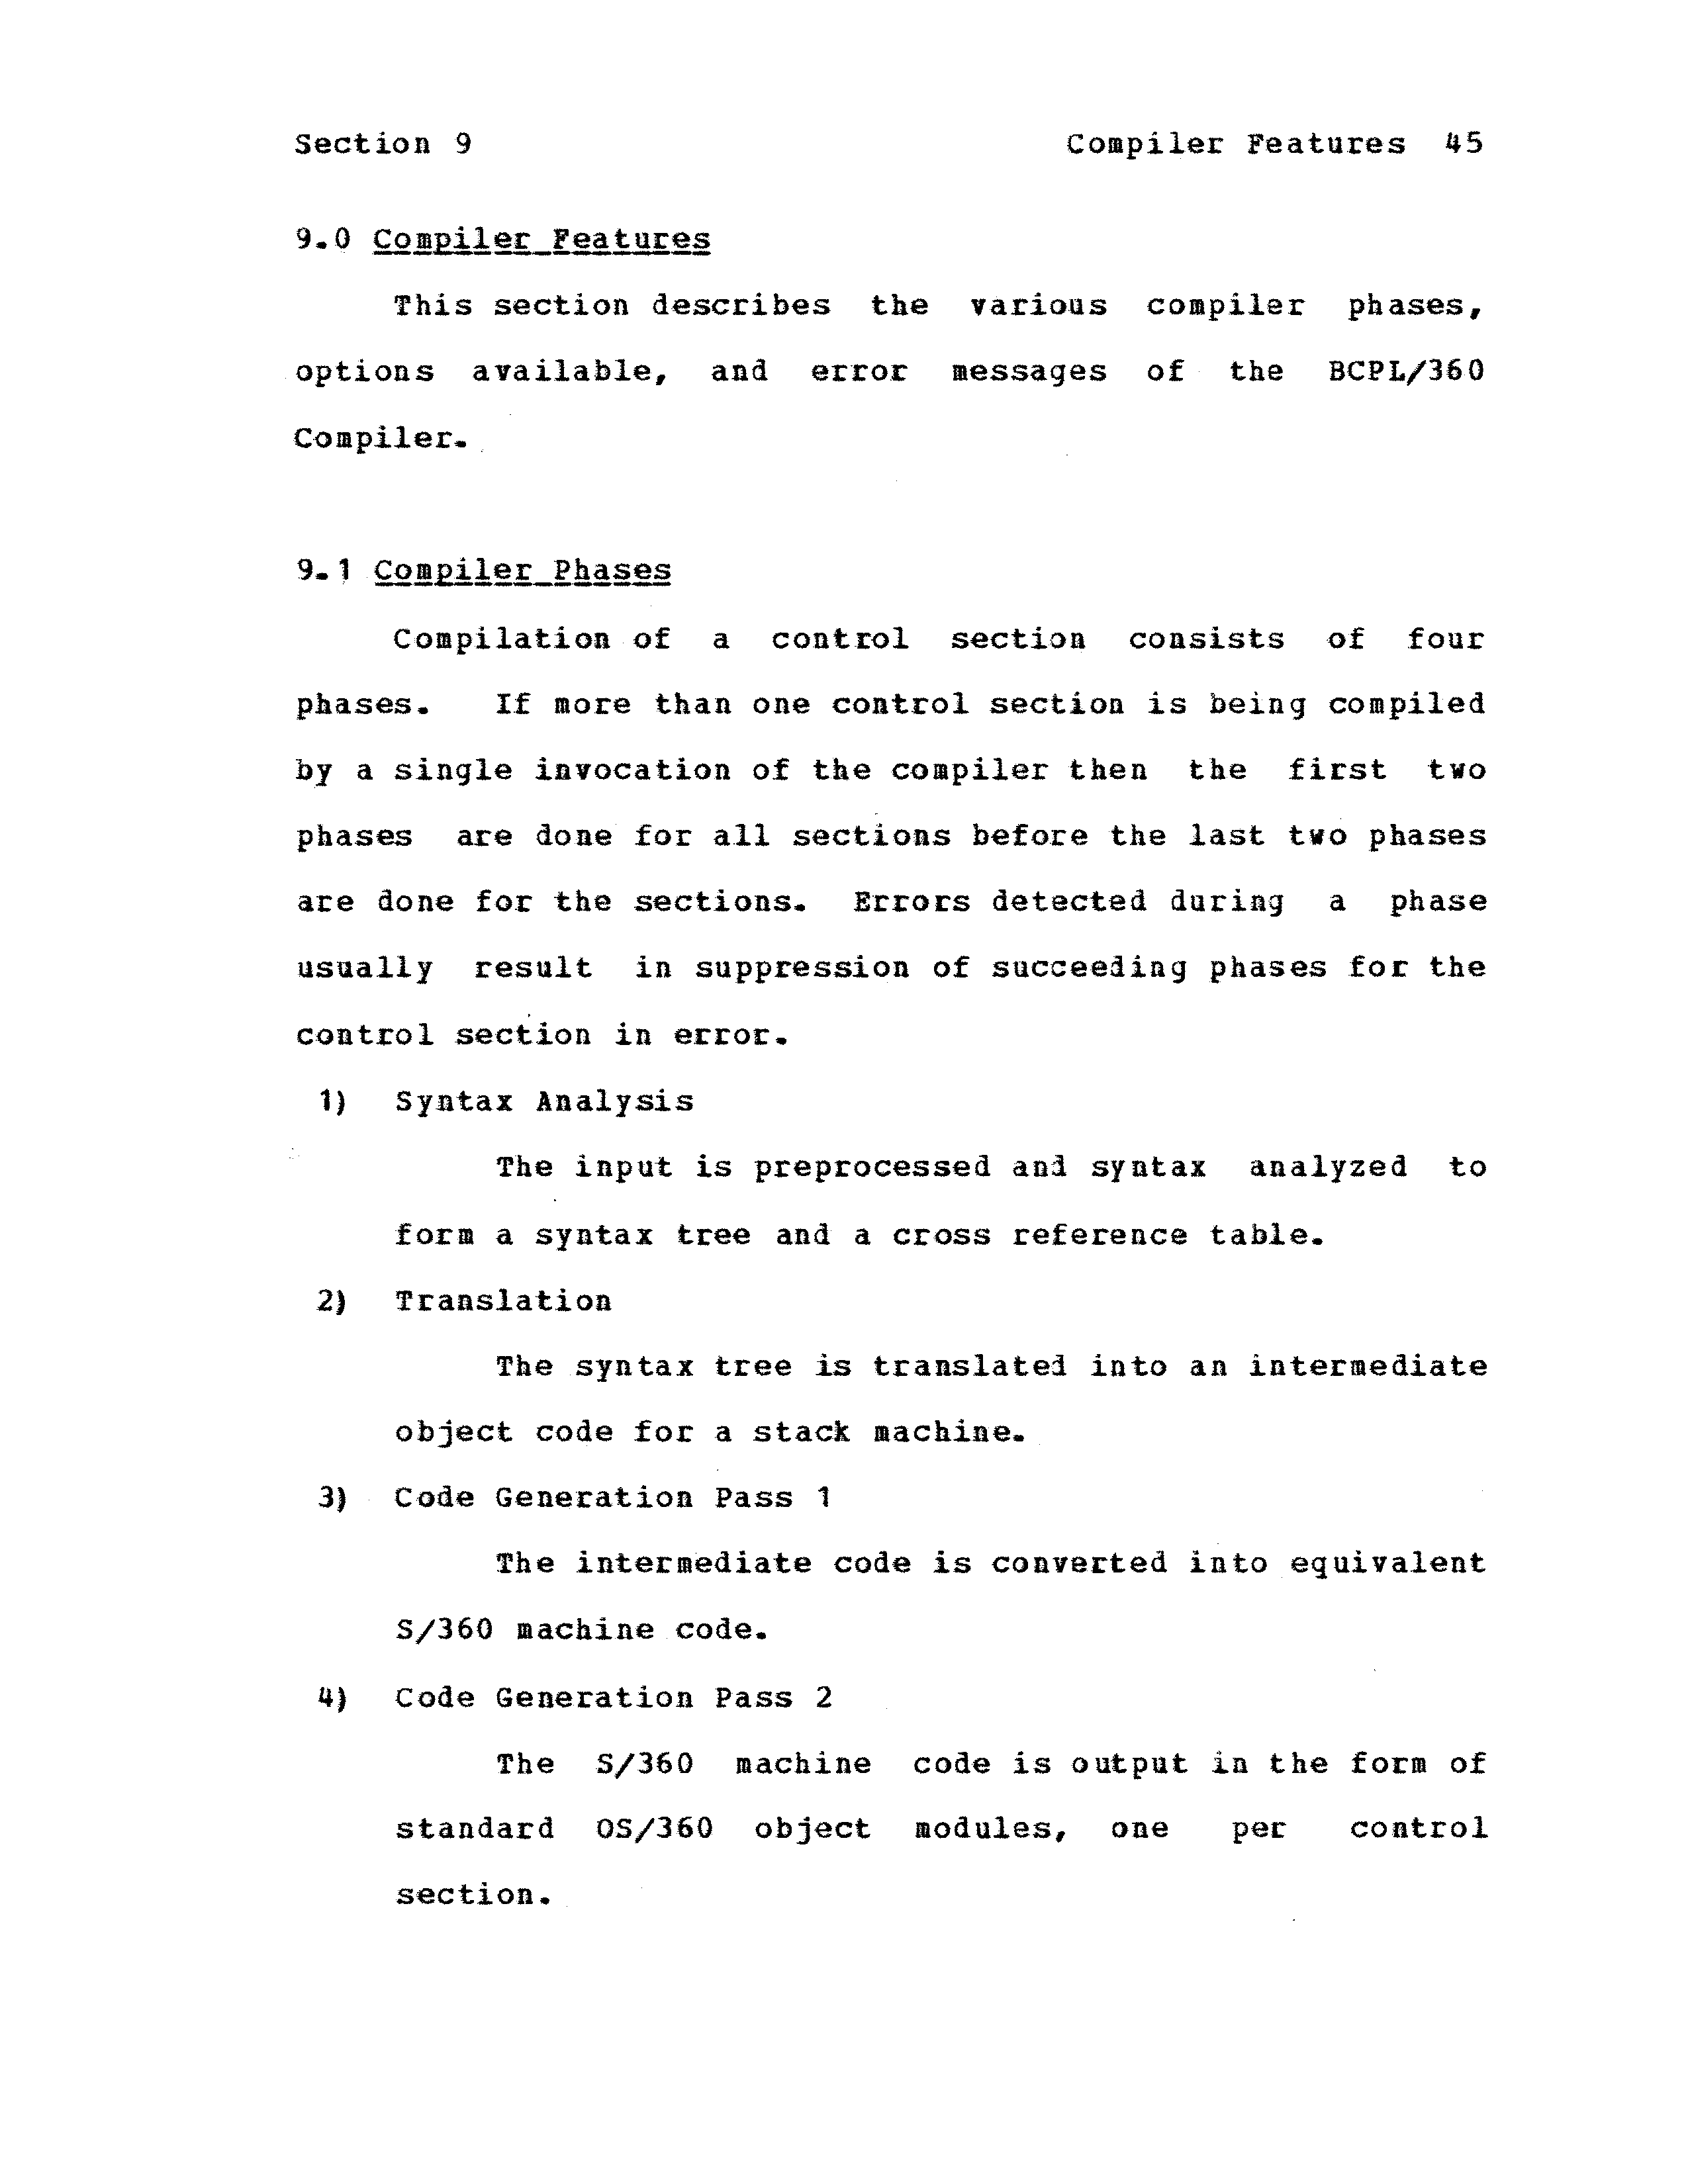 Section 9 Compiler Features 45
9.0 Compiler Features
This section describes the various compiler phases,
options available, and error messages of the BCPL/360
Compiler.
9.1 Compiler Phases
Compilation of a control section consists of four
phases. If more than one control section is being compiled
by a single invocation of the compiler then the first two
phases are done for all sections before the last two phases
are done for the sections. Errors detected during a phase
usually result in suppression of succeeding phases for the
control section in error.
1) Syntax Analysis
The input is preprocessed and syntax analyzed to
form a syntax tree and a cross reference table.
2) Translation
The syntax tree is translated into an intermediate
object code for a stack machine.
3) Code Generation Pass 1
The intermediate code is converted into equivalent
S/360 machine code.
4) Code Generation Pass 2
The S/360 machine code is output in the form of
standard OS/360 object modules, one per control
section.